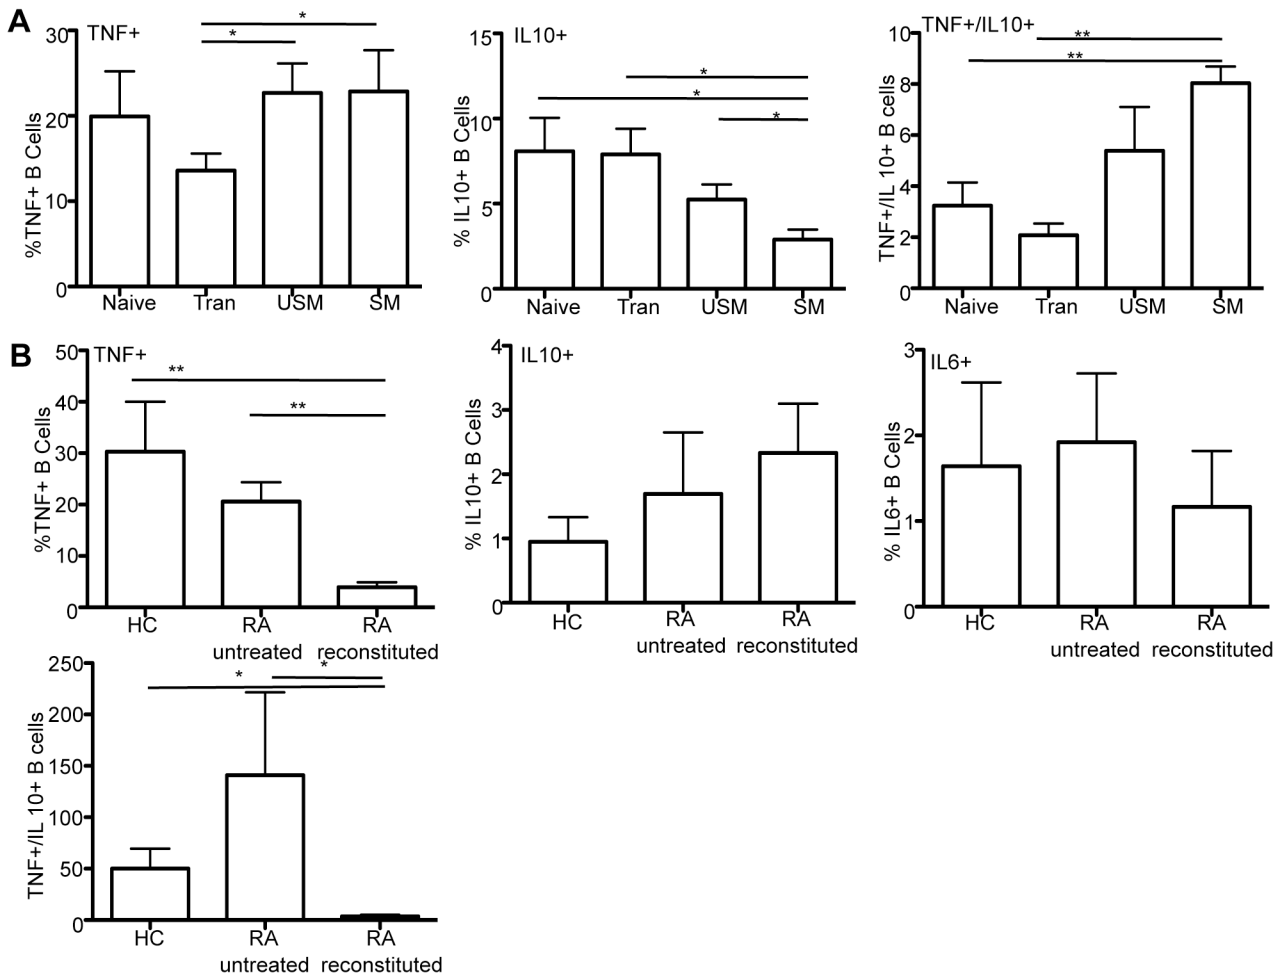 A
TNF+
%TNF+ B Cells
30
20
10
0
*
*
Naive Tran USM SM
IL10+
% IL10+ B Cells
15
10
5
0
*
*
*
Naive Tran USM SM
TNF+/IL10+
TNF+/IL 10+ B cells
10
8
6
4
2
0
**
**
Naive Tran USM SM
B
TNF+
%TNF+ B Cells
50
40
30
20
10
0
**
**
HC RA RA
untreated reconstituted
IL10+
% IL10+ B Cells
4
3
2
1
0
HC RA RA
untreated reconstituted
IL6+
% IL6+ B Cells
3
2
1
0
HC RA RA
untreated reconstituted
TNF+/IL 10+ B cells
250
200
150
100
50
0
*
*
HC RA RA
untreated reconstituted